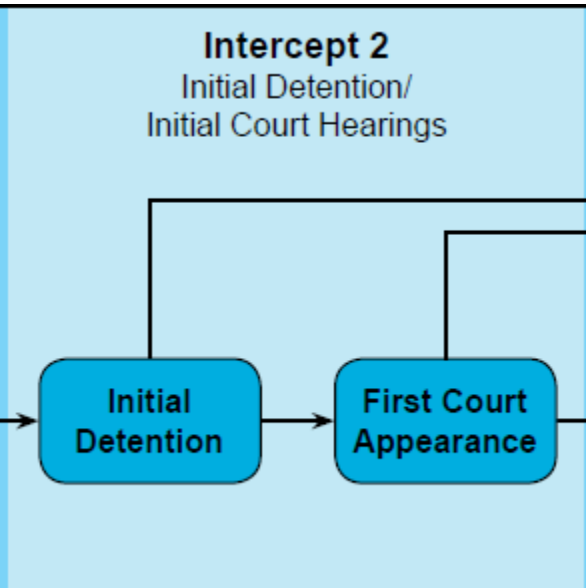 Intercept 2
Initial Detention/
Initial Court Hearings
Initial
Detention
First Court
Appearance